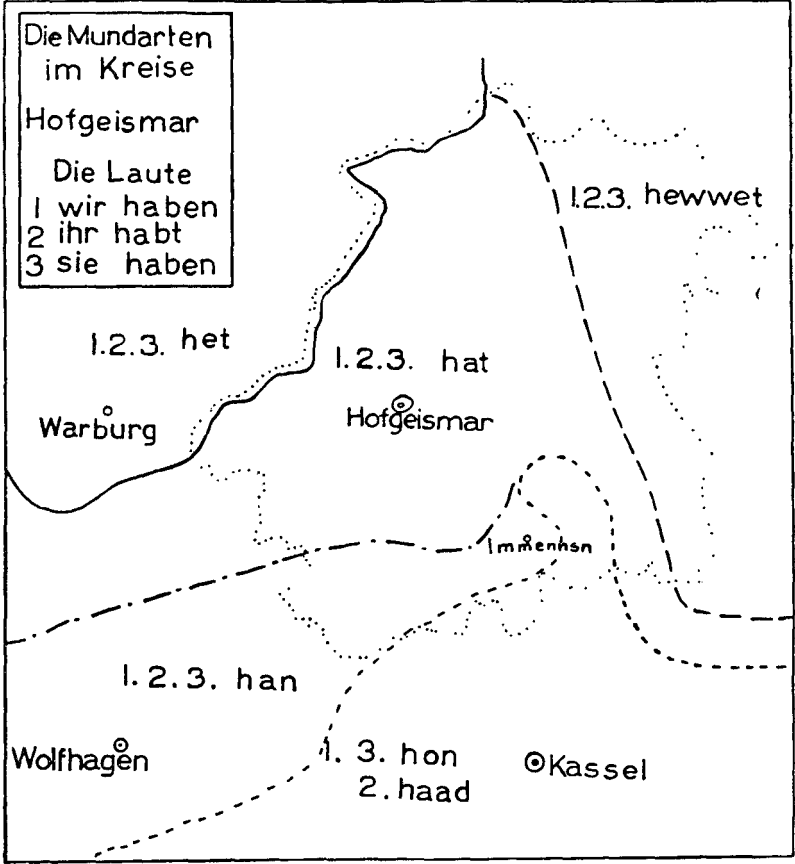 Die Mundarten
im Kreise
Hofgeismar
Die Laute
1 wir haben
2 ihr habt
3 sie haben
1.2.3. hewwet
1.2.3. het
1.2.3. hat
Warburg
Hofgeismar
Immenhsn
1.2.3. han
Wolfhagen
1. 3. hon
2. haad
Kassel